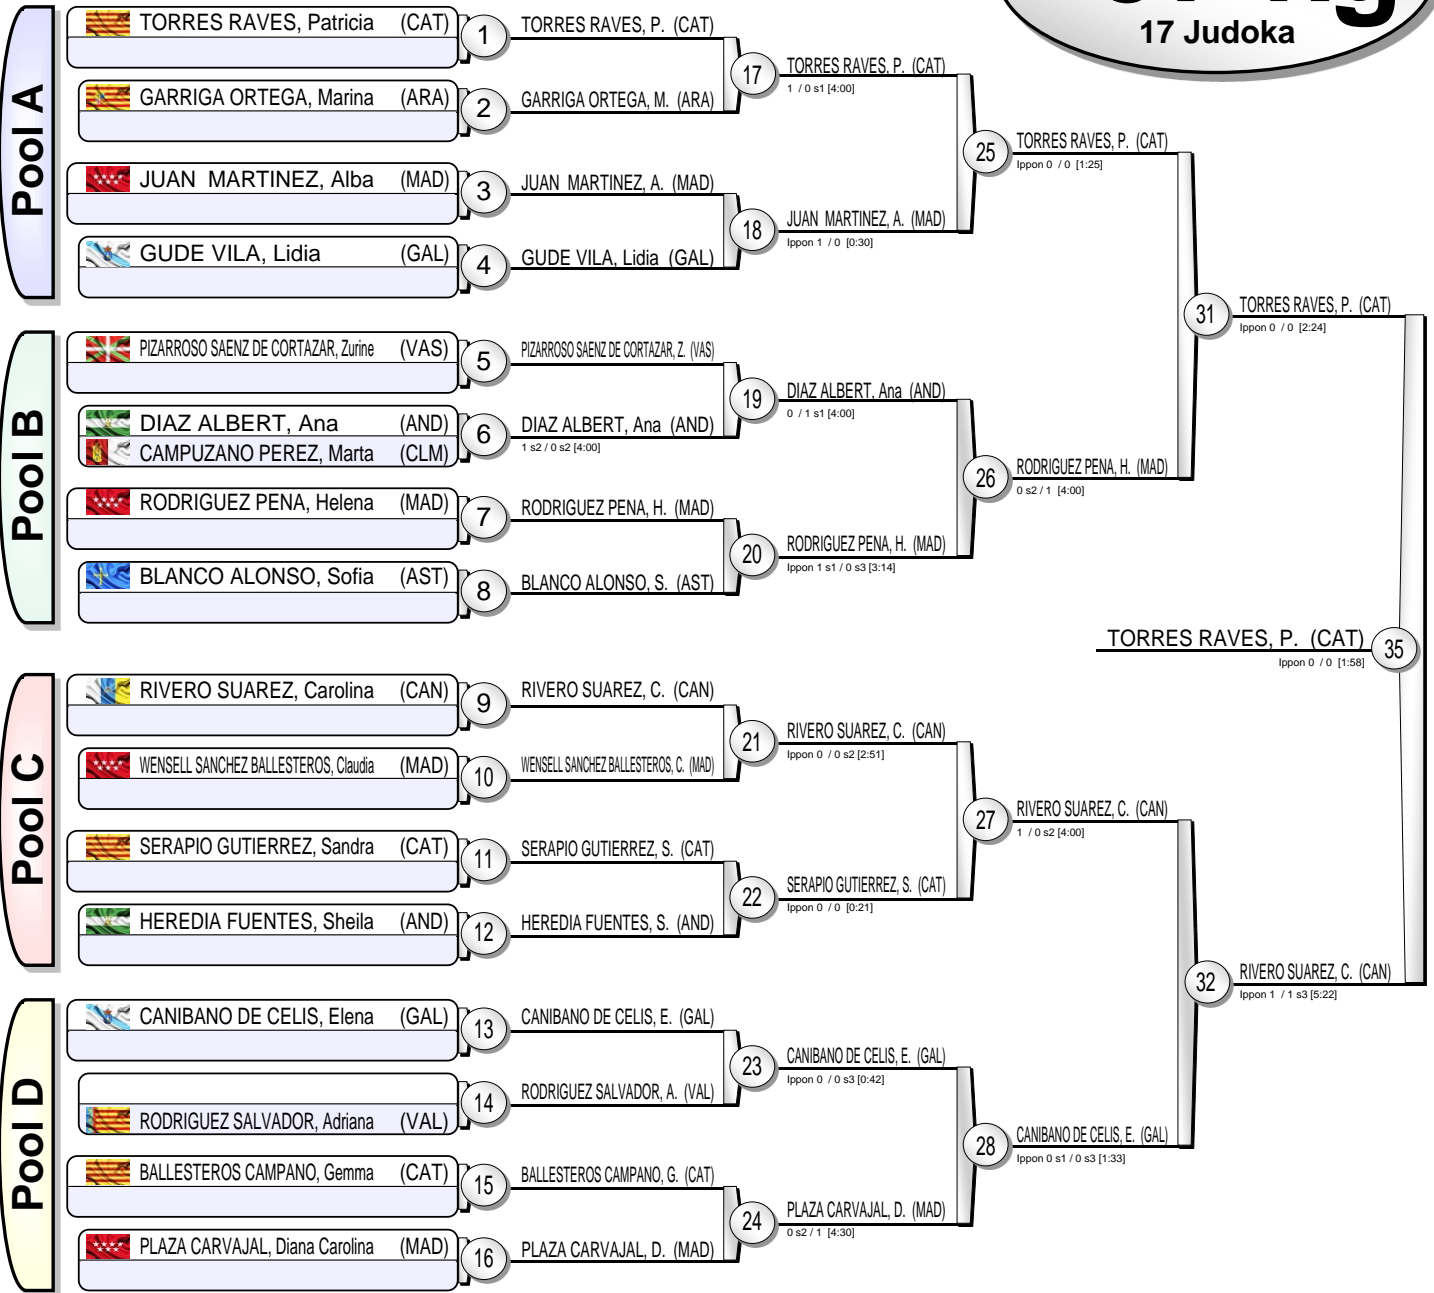 17 Judoka
Pool A
TORRES RAVES, Patricia (CAT)
1
GARRIGA ORTEGA, Marina (ARA)
2
JUAN  MARTINEZ, Alba (MAD)
3
GUDE VILA, Lidia (GAL)
4
Pool B
PIZARROSO SAENZ DE CORTAZAR, Zurine (VAS)
5
DIAZ ALBERT, Ana (AND)
CAMPUZANO PEREZ, Marta (CLM)
6
RODRIGUEZ PENA, Helena (MAD)
7
BLANCO ALONSO, Sofia (AST)
8
Pool C
RIVERO SUAREZ, Carolina (CAN)
9
WENSELL SANCHEZ BALLESTEROS, Claudia (MAD)
10
SERAPIO GUTIERREZ, Sandra (CAT)
11
HEREDIA FUENTES, Sheila (AND)
12
Pool D
CANIBANO DE CELIS, Elena (GAL)
13
RODRIGUEZ SALVADOR, Adriana (VAL)
14
BALLESTEROS CAMPANO, Gemma (CAT)
15
PLAZA CARVAJAL, Diana Carolina (MAD)
16
TORRES RAVES, P. (CAT)
GARRIGA ORTEGA, M. (ARA)
17
JUAN  MARTINEZ, A. (MAD)
GUDE VILA, Lidia (GAL)
18
PIZARROSO SAENZ DE CORTAZAR, Z. (VAS)
DIAZ ALBERT, Ana (AND)
1 s2 / 0 s2 [4:00]
19
RODRIGUEZ PENA, H. (MAD)
BLANCO ALONSO, S. (AST)
20
RIVERO SUAREZ, C. (CAN)
WENSELL SANCHEZ BALLESTEROS, C. (MAD)
21
SERAPIO GUTIERREZ, S. (CAT)
HEREDIA FUENTES, S. (AND)
22
CANIBANO DE CELIS, E. (GAL)
RODRIGUEZ SALVADOR, A. (VAL)
23
BALLESTEROS CAMPANO, G. (CAT)
PLAZA CARVAJAL, D. (MAD)
24
TORRES RAVES, P. (CAT)
1 / 0 s1 [4:00]
JUAN MARTINEZ, A. (MAD)
Ippon 1 / 0 [0:30]
25
DIAZ ALBERT, Ana (AND)
0 / 1 s1 [4:00]
RODRIGUEZ PENA, H. (MAD)
Ippon 1 s1 / 0 s3 [3:14]
26
RIVERO SUAREZ, C. (CAN)
Ippon 0 / 0 s2 [2:51]
SERAPIO GUTIERREZ, S. (CAT)
Ippon 0 / 0 [0:21]
27
CANIBANO DE CELIS, E. (GAL)
Ippon 0 / 0 s3 [0:42]
PLAZA CARVAJAL, D. (MAD)
0 s2 / 1 [4:30]
28
TORRES RAVES, P. (CAT)
Ippon 0 / 0 [1:25]
RODRIGUEZ PENA, H. (MAD)
0 s2 / 1 [4:00]
31
RIVERO SUAREZ, C. (CAN)
1 / 0 s2 [4:00]
CANIBANO DE CELIS, E. (GAL)
Ippon 0 s1 / 0 s3 [1:33]
32
TORRES RAVES, P. (CAT)
Ippon 0 / 0 [2:24]
RIVERO SUAREZ, C. (CAN)
Ippon 1 / 1 s3 [5:22]
TORRES RAVES, P. (CAT)
35
Ippon 0 / 0 [1:58]